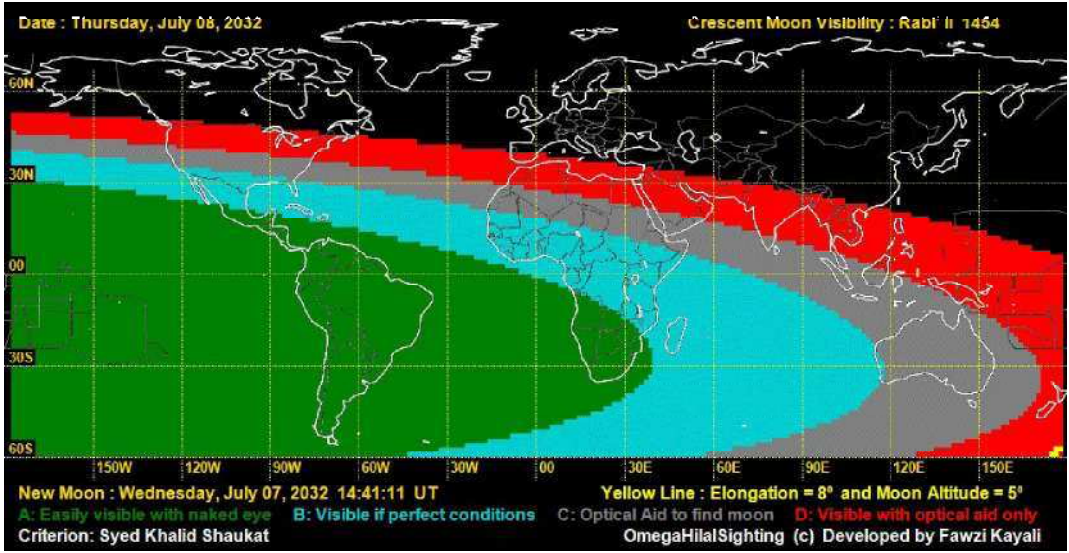 Date : Thursday, July 08, 2032
Crescent Moon Visibility : Rabi` II 1454
60N
30N
00
30S
60S
150W 120W 90W 60W 30W 00 30E 60E 90E 120E 150E
New Moon : Wednesday, July 07, 2032 14:41:11 UT
Yellow Line : Elongation = 8º and Moon Altitude = 5º
A: Easily visible with naked eye B: Visible if perfect conditions C: Optical Aid to find moon D: Visible with optical aid only
Criterion: Syed Khalid Shaukat
OmegaHilalSighting (c) Developed by Fawzi Kayali